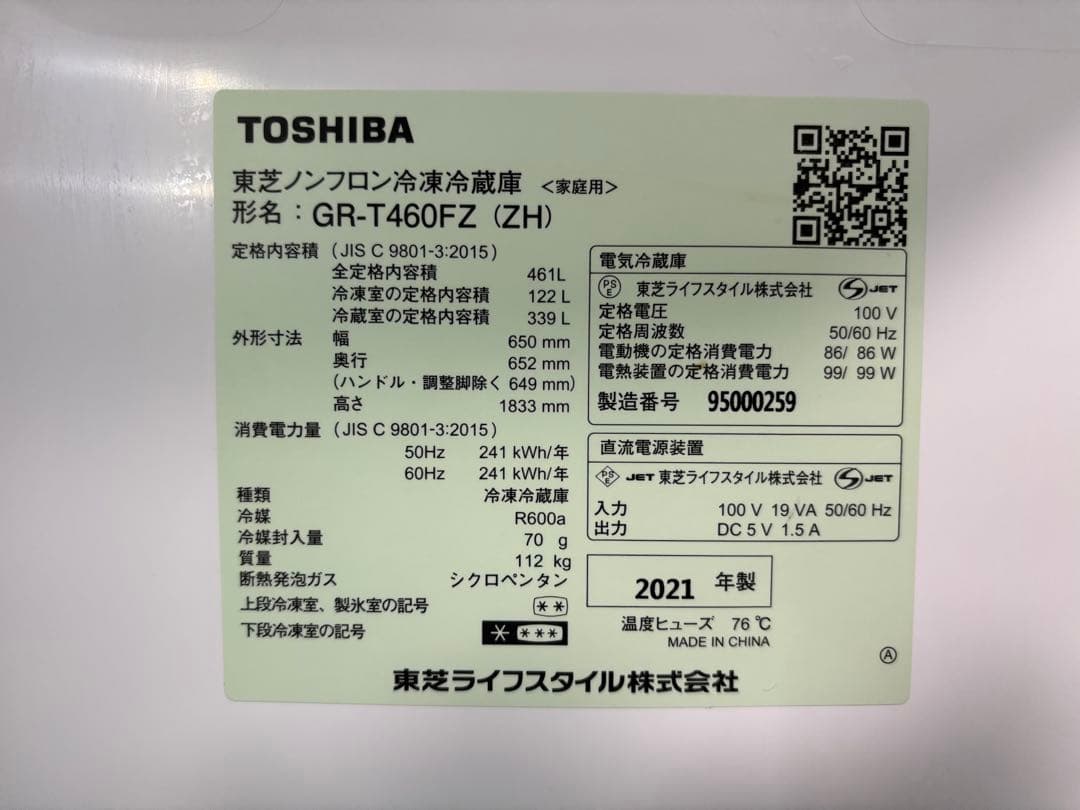 TOSHIBA
東芝ノンフロン冷凍冷蔵庫 <家庭用>
形名：GR-T460FZ (ZH)
定格内容積 (JIS C 9801-3:2015)
全定格内容積 461L
冷凍室の定格内容積 122 L
冷蔵室の定格内容積 339 L
外形寸法 幅 650 mm
奥行 652 mm
(ハンドル・調整脚除く 649 mm)
高さ 1833 mm
消費電力量 (JIS C 9801-3:2015)
50Hz 241 kWh/年
60Hz 241 kWh/年
種類 冷凍冷蔵庫
冷媒 R600a
冷媒封入量 70 g
質量 112 kg
断熱発泡ガス シクロペンタン
上段冷凍室、製氷室の記号 **
下段冷凍室の記号 * ***
電気冷蔵庫
PSE 東芝ライフスタイル株式会社 S JET
定格電圧 100 V
定格周波数 50/60 Hz
電動機の定格消費電力 86/ 86 W
電熱装置の定格消費電力 99/ 99 W
製造番号 95000259
直流電源装置
PSE JET 東芝ライフスタイル株式会社 S JET
入力 100 V 19 VA 50/60 Hz
出力 DC 5 V 1.5 A
2021 年製
温度ヒューズ 76 ℃
MADE IN CHINA
Ⓐ
東芝ライフスタイル株式会社